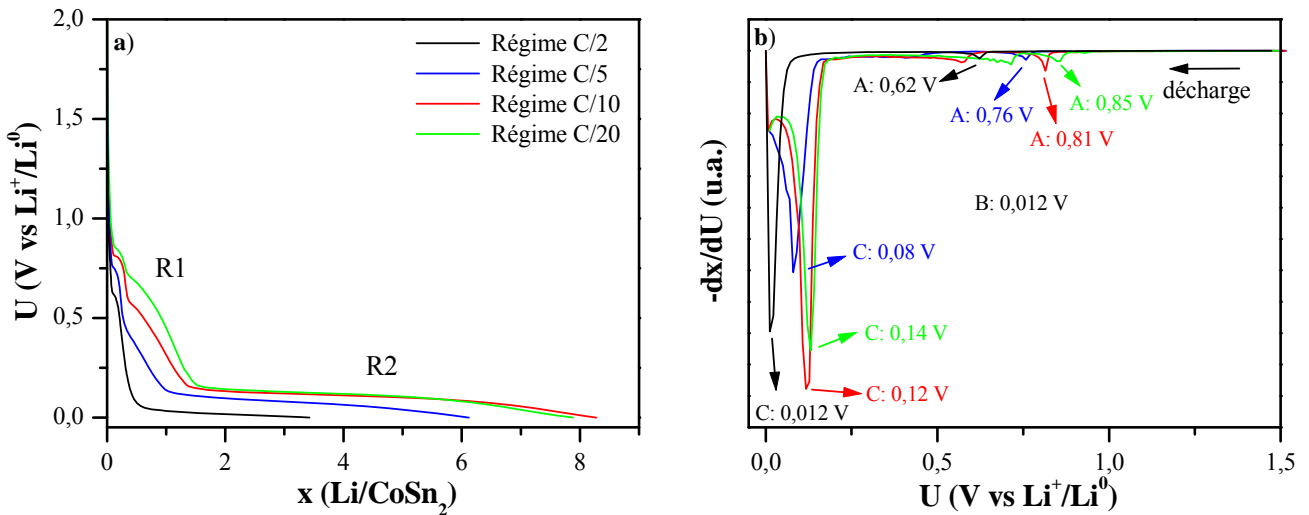 a)
Régime C/2
Régime C/5
Régime C/10
Régime C/20
R1
R2
2,0
1,5
1,0
0,5
0,0
0 2 4 6 8
U (V vs Li⁺/Li⁰)
x (Li/CoSn₂)
b)
A: 0,62 V
A: 0,76 V
A: 0,81 V
A: 0,85 V
décharge
B: 0,012 V
C: 0,08 V
C: 0,14 V
C: 0,12 V
C: 0,012 V
-dx/dU (u.a.)
0,0 0,5 1,0 1,5
U (V vs Li⁺/Li⁰)